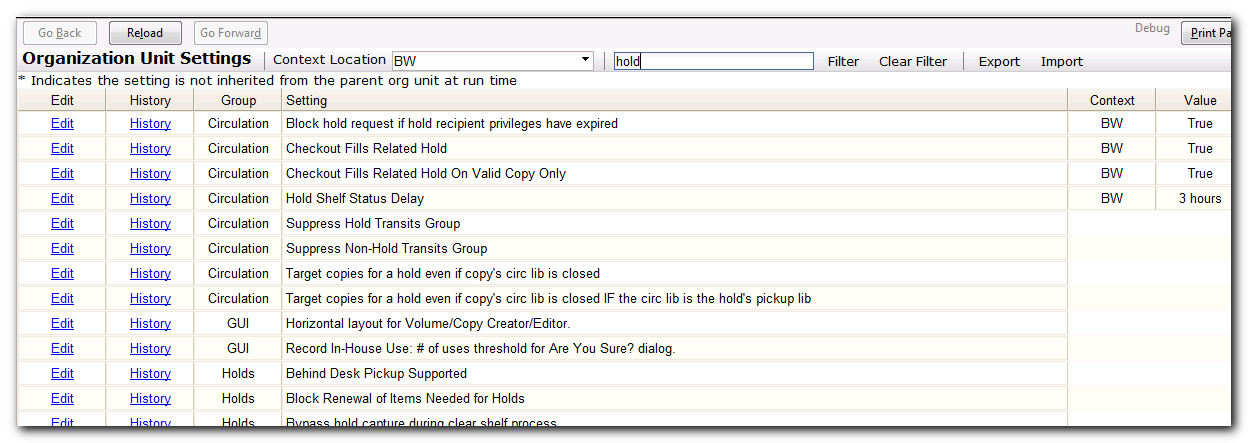 Go Back Reload Go Forward Debug Print Pa
Organization Unit Settings Context Location BW hold Filter Clear Filter Export Import
* Indicates the setting is not inherited from the parent org unit at run time
Edit History Group Setting Context Value
Edit History Circulation Block hold request if hold recipient privileges have expired BW True
Edit History Circulation Checkout Fills Related Hold BW True
Edit History Circulation Checkout Fills Related Hold On Valid Copy Only BW True
Edit History Circulation Hold Shelf Status Delay BW 3 hours
Edit History Circulation Suppress Hold Transits Group
Edit History Circulation Suppress Non-Hold Transits Group
Edit History Circulation Target copies for a hold even if copy's circ lib is closed
Edit History Circulation Target copies for a hold even if copy's circ lib is closed IF the circ lib is the hold's pickup lib
Edit History GUI Horizontal layout for Volume/Copy Creator/Editor.
Edit History GUI Record In-House Use: # of uses threshold for Are You Sure? dialog.
Edit History Holds Behind Desk Pickup Supported
Edit History Holds Block Renewal of Items Needed for Holds
Edit History Holds Bypass hold capture during clear shelf process